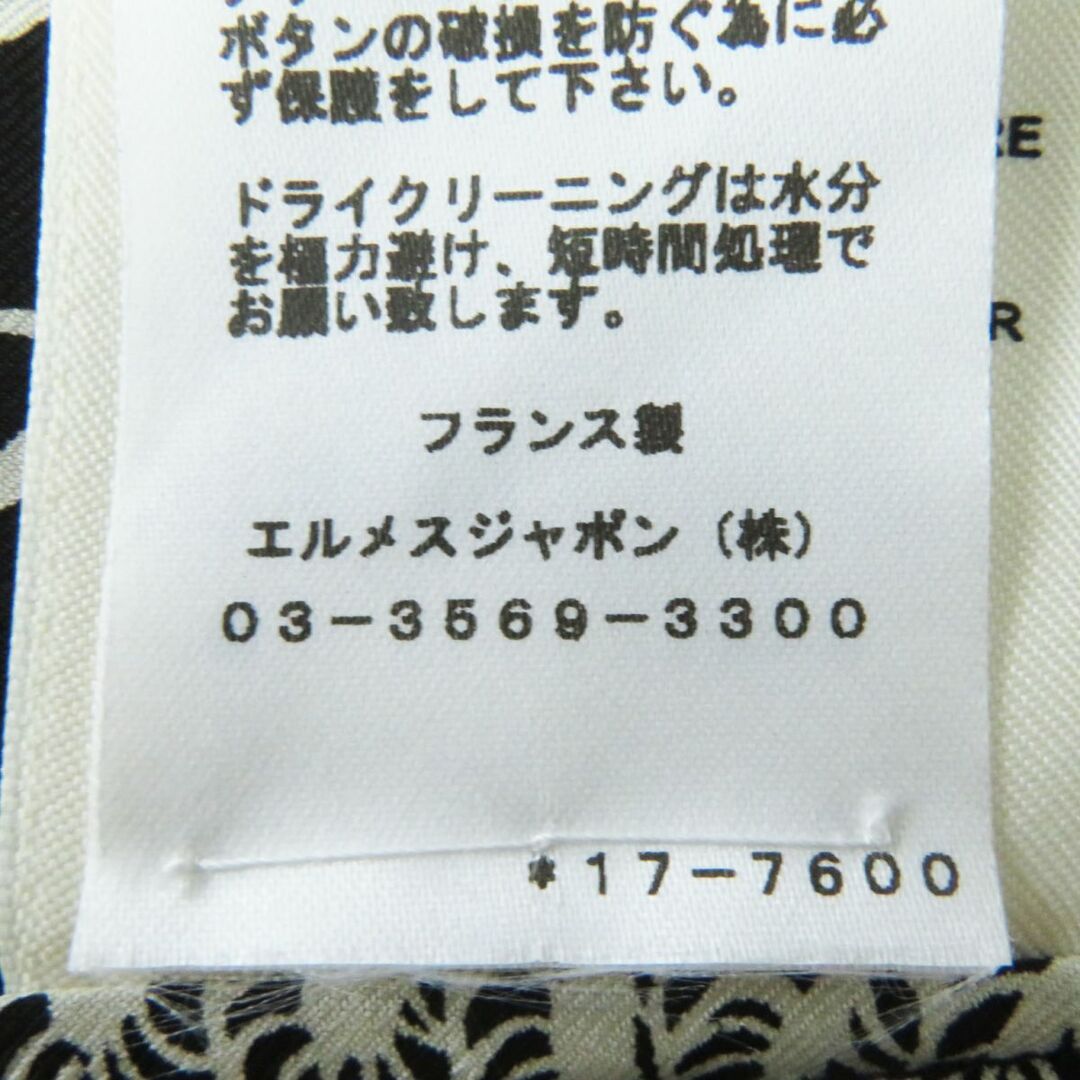 ボタンの破損を防ぐ為に必
ず保護をして下さい。
ドライクリーニングは水分
を極力避け、短時間処理で
お願い致します。
フランス製
エルメスジャポン（株）
03-3569-3300
*17-7600
RE
R